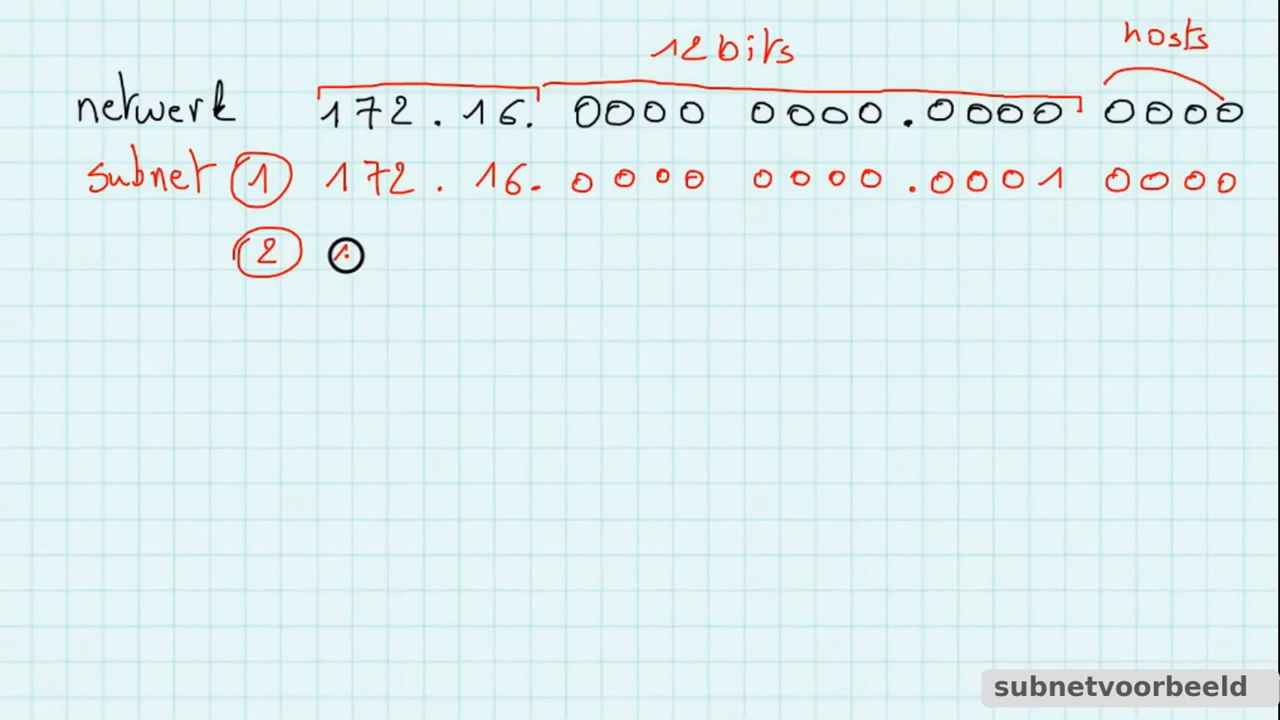 12 bits hosts
netwerk 172.16. 0000 0000.0000 0000
subnet 1 172.16. 0000 0000.0001 0000
2 1
subnetvoorbeeld